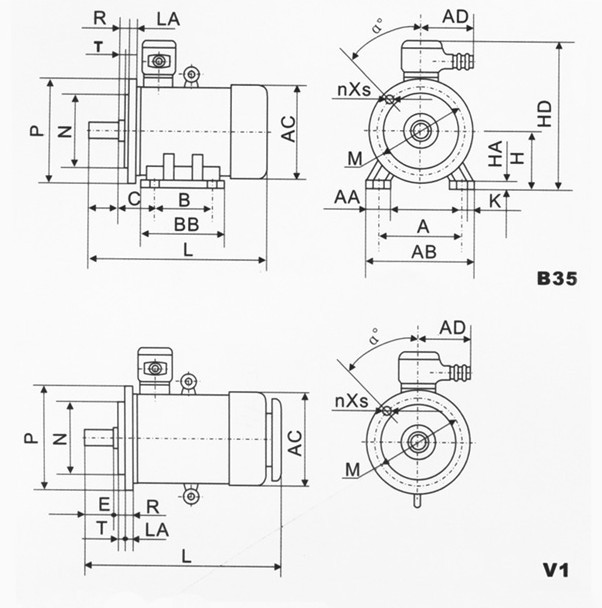 R LA AD
T α°
P N AC nXs M HD HA H
C B AA K
BB A
L AB
B35
α° AD
nXs
P N AC M
E R
T LA
L
V1